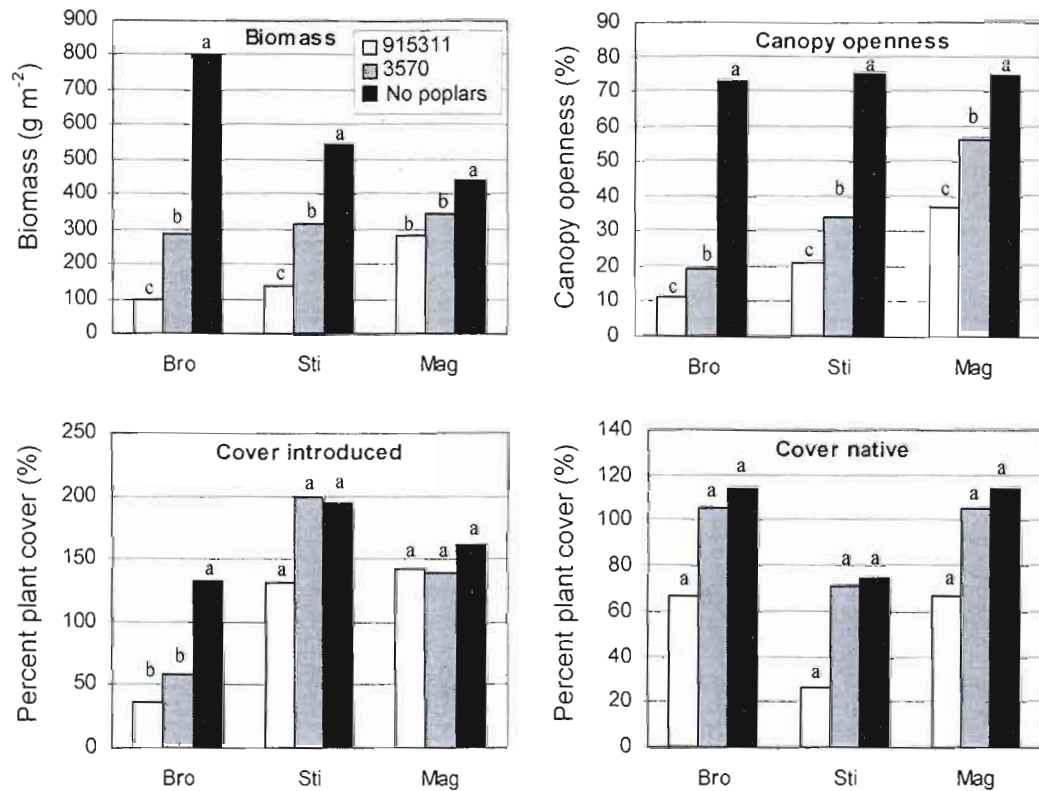 Biomass
915311
3570
No poplars
Biomass (g m-2)
900
800
700
600
500
400
300
200
100
0
c b a
c b a
b b a
Bro Sti Mag
Canopy openness
Canopy openness (%)
90
80
70
60
50
40
30
20
10
0
c b a
c b a
c b a
Bro Sti Mag
Cover introduced
Percent plant cover (%)
250
200
150
100
50
0
b b a
a a a
a a a
Bro Sti Mag
Cover native
Percent plant cover (%)
140
120
100
80
60
40
20
0
a a a
a a a
a a a
Bro Sti Mag